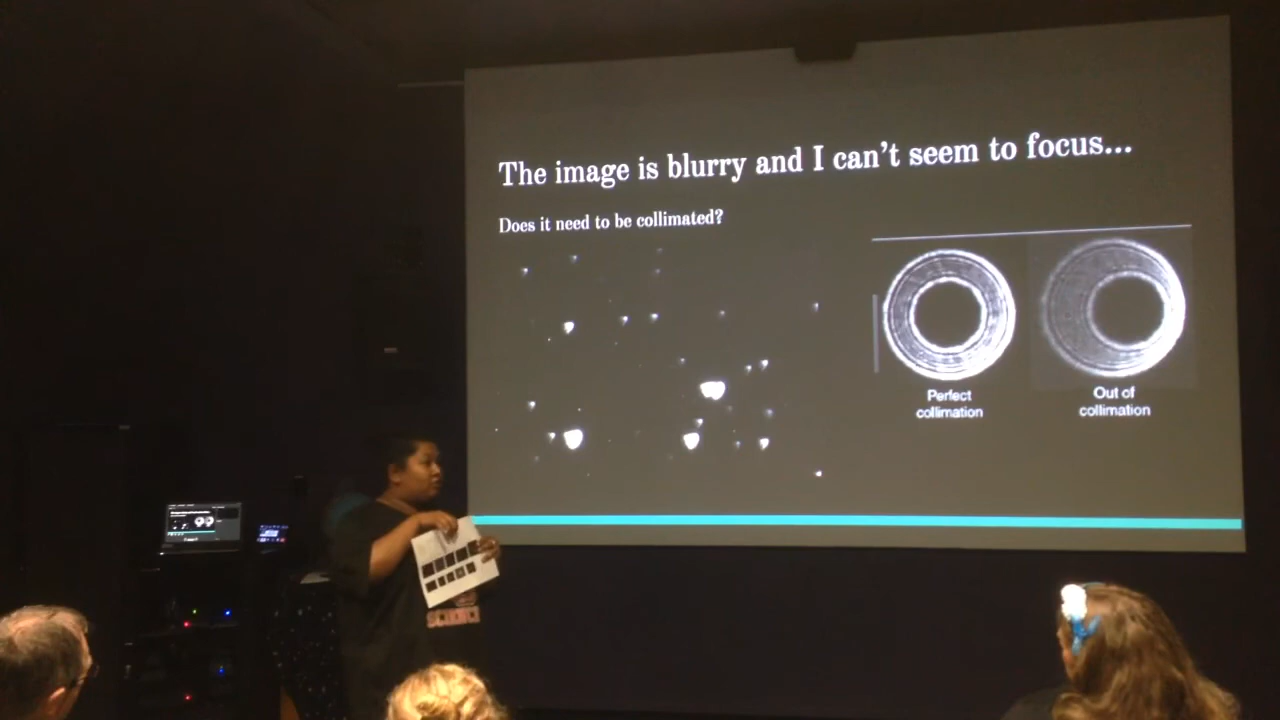 The image is blurry and I can't seem to focus...
Does it need to be collimated?
Perfect
collimation
Out of
collimation
SCIENCE